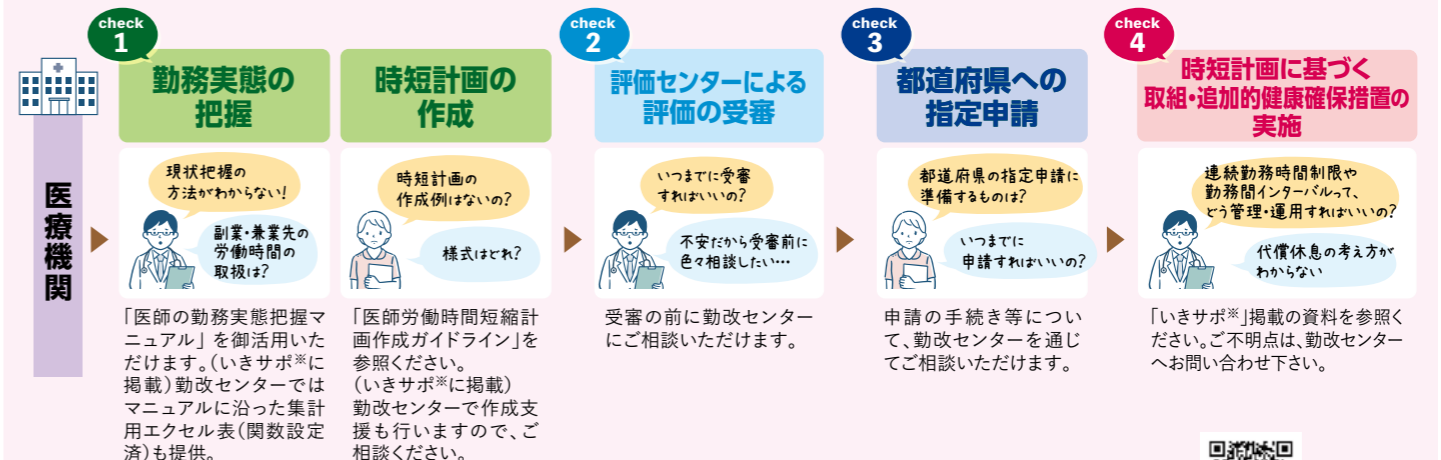 医療機関
check
1
勤務実態の
把握
現状把握の
方法がわからない!
副業・兼業先の
労働時間の
取扱は?
「医師の勤務実態把握マ
ニュアル」を御活用いた
だけます。(いきサポ※に
掲載)勤改センターでは
マニュアルに沿った集計
用エクセル表(関数設定
済)も提供。
時短計画の
作成
時短計画の
作成例はないの?
様式はどれ?
「医師労働時間短縮計
画作成ガイドライン」を
参照ください。
(いきサポ※に掲載)
勤改センターで作成支
援も行いますので、ご
相談ください。
check
2
評価センターによる
評価の受審
いつまでに受審
すればいいの?
不安だから受審前に
色々相談したい…
受審の前に勤改センター
にご相談いただけます。
check
3
都道府県への
指定申請
都道府県の指定申請に
準備するものは?
いつまでに
申請すればいいの?
申請の手続き等につい
て、勤改センターを通じ
てご相談いただけます。
check
4
時短計画に基づく
取組・追加的健康確保措置の
実施
連続勤務時間制限や
勤務間インターバルって、
どう管理・運用すればいいの?
代償休息の考え方が
わからない
「いきサポ※」掲載の資料を参照く
ださい。ご不明点は、勤改センター
へお問い合わせ下さい。